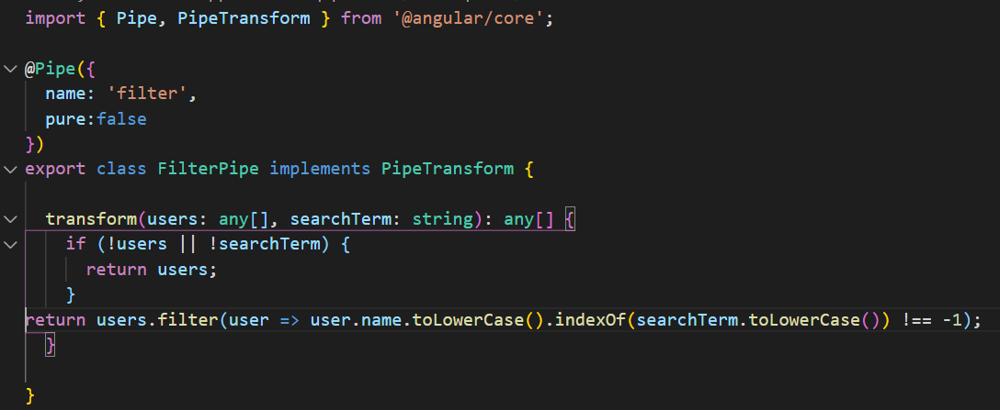 import { Pipe, PipeTransform } from '@angular/core';
@Pipe({
  name: 'filter',
  pure:false
})
export class FilterPipe implements PipeTransform {
  transform(users: any[], searchTerm: string): any[] {
    if (!users || !searchTerm) {
      return users;
    }
return users.filter(user => user.name.toLowerCase().indexOf(searchTerm.toLowerCase()) !== -1);
  }
}